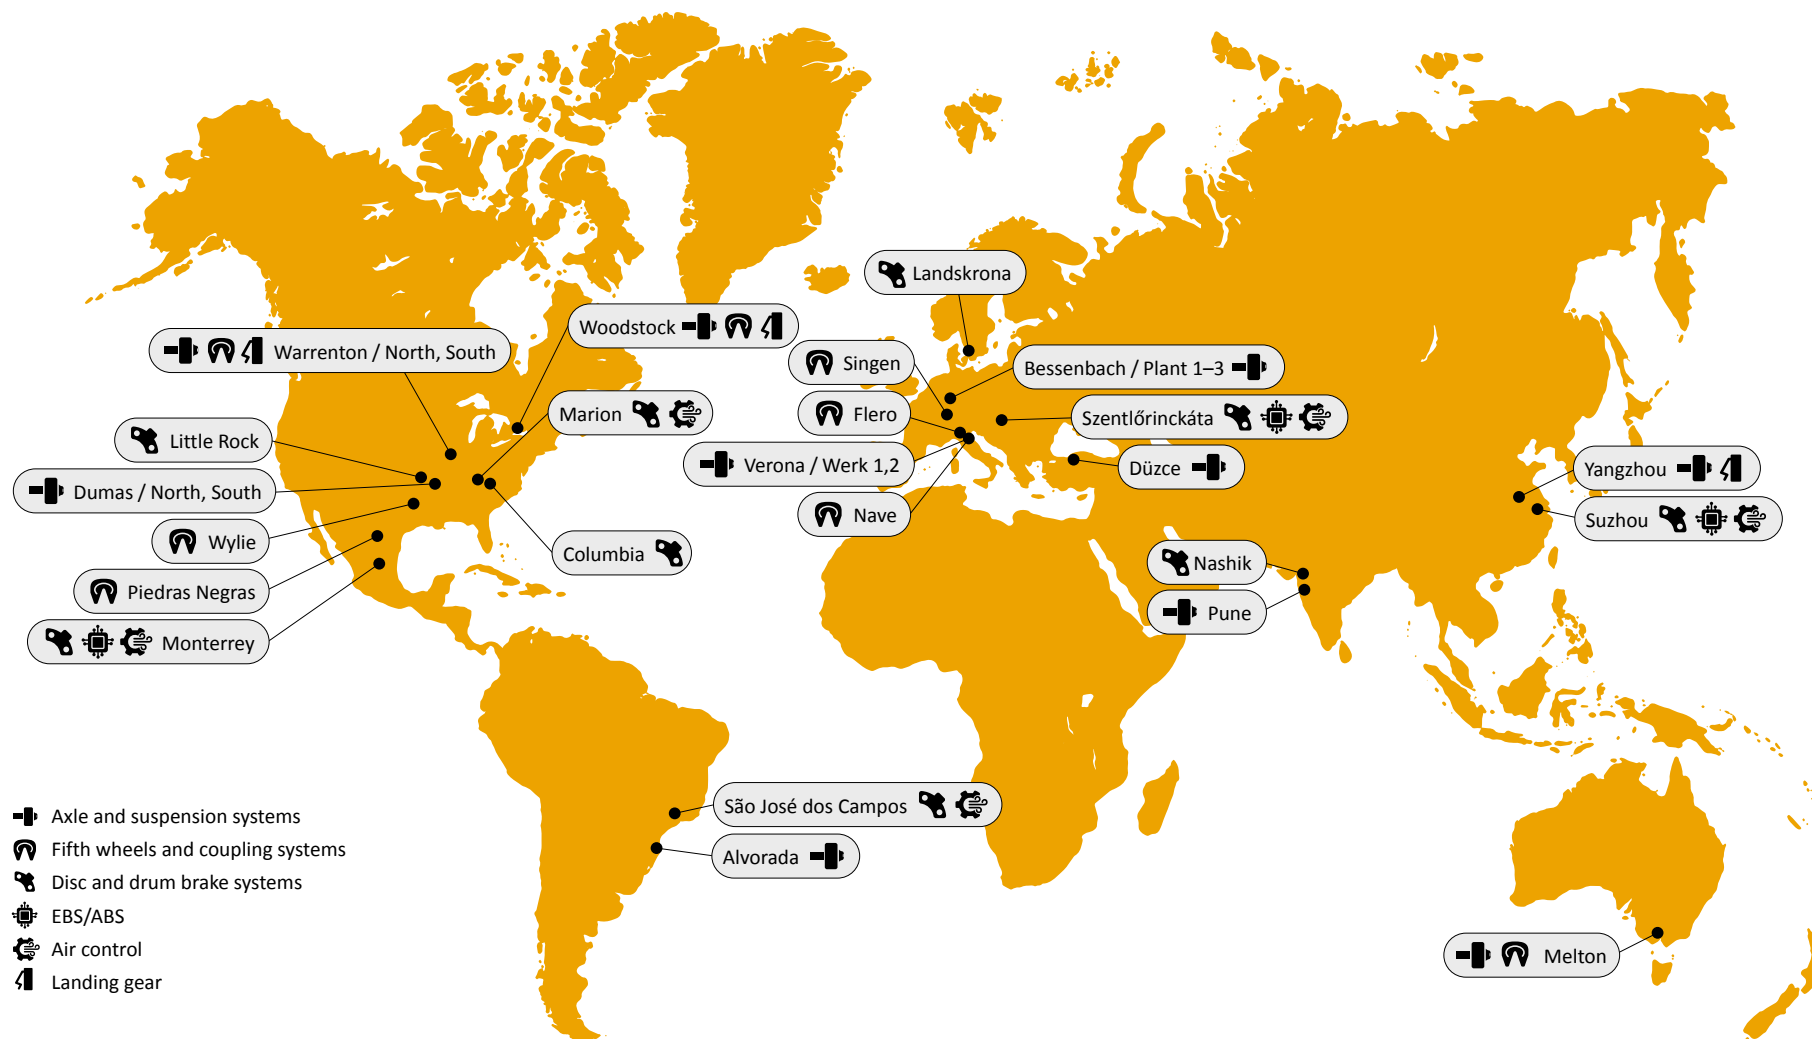 Landskrona
Woodstock
Warrenton / North, South
Singen
Bessenbach / Plant 1–3
Marion
Flero
Szentlőrinckáta
Little Rock
Verona / Werk 1,2
Düzce
Yangzhou
Dumas / North, South
Nave
Suzhou
Wylie
Columbia
Nashik
Piedras Negras
Pune
Monterrey
São José dos Campos
Alvorada
Axle and suspension systems
Fifth wheels and coupling systems
Disc and drum brake systems
EBS/ABS
Air control
Landing gear
Melton